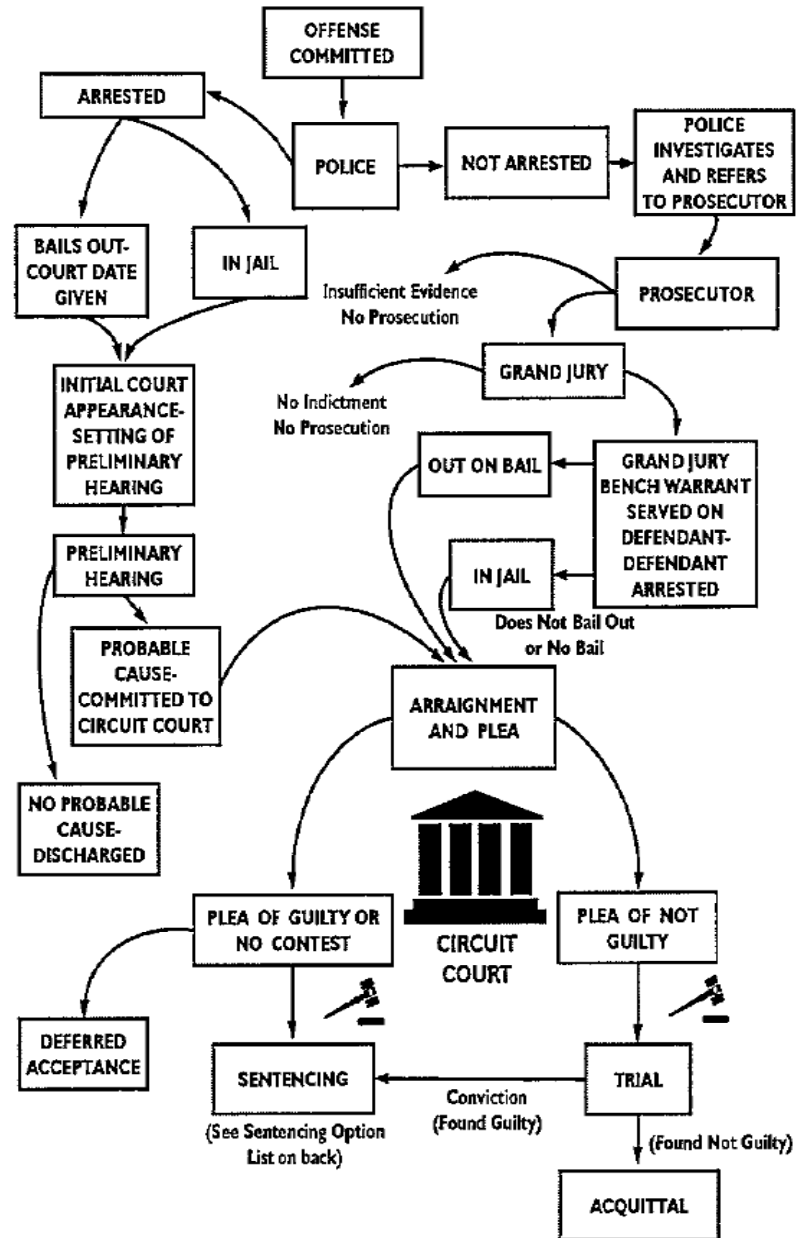 OFFENSE
COMMITTED
ARRESTED
POLICE
NOT ARRESTED
POLICE
INVESTIGATES
AND REFERS
TO PROSECUTOR
BAILS OUT-
COURT DATE
GIVEN
IN JAIL
Insufficient Evidence
No Prosecution
PROSECUTOR
GRAND JURY
No Indictment
No Prosecution
INITIAL COURT
APPEARANCE-
SETTING OF
PRELIMINARY
HEARING
OUT ON BAIL
GRAND JURY
BENCH WARRANT
SERVED ON
DEFENDANT-
DEFENDANT
ARRESTED
PRELIMINARY
HEARING
IN JAIL
Does Not Bail Out
or No Bail
PROBABLE
CAUSE-
COMMITTED TO
CIRCUIT COURT
ARRAIGNMENT
AND PLEA
NO PROBABLE
CAUSE-
DISCHARGED
PLEA OF GUILTY OR
NO CONTEST
CIRCUIT
COURT
PLEA OF NOT
GUILTY
DEFERRED
ACCEPTANCE
SENTENCING
(See Sentencing Option
List on back)
Conviction
(Found Guilty)
TRIAL
(Found Not Guilty)
ACQUITTAL